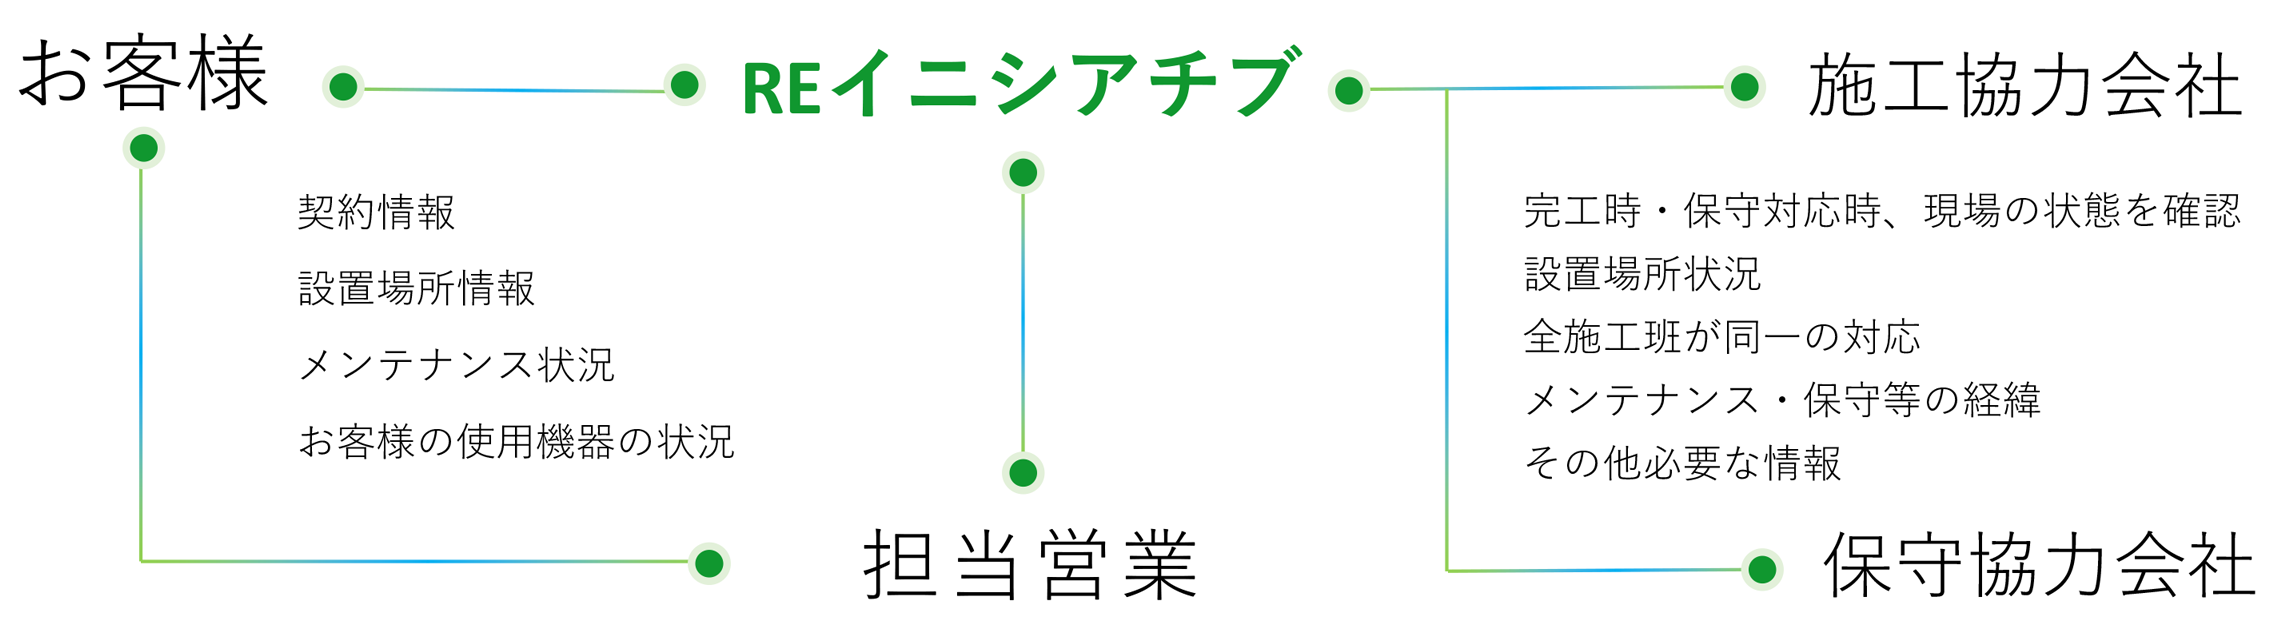 お客様
REイニシアチブ
施工協力会社
契約情報
設置場所情報
メンテナンス状況
お客様の使用機器の状況
完工時・保守対応時、現場の状態を確認
設置場所状況
全施工班が同一の対応
メンテナンス・保守等の経緯
その他必要な情報
担当営業
保守協力会社